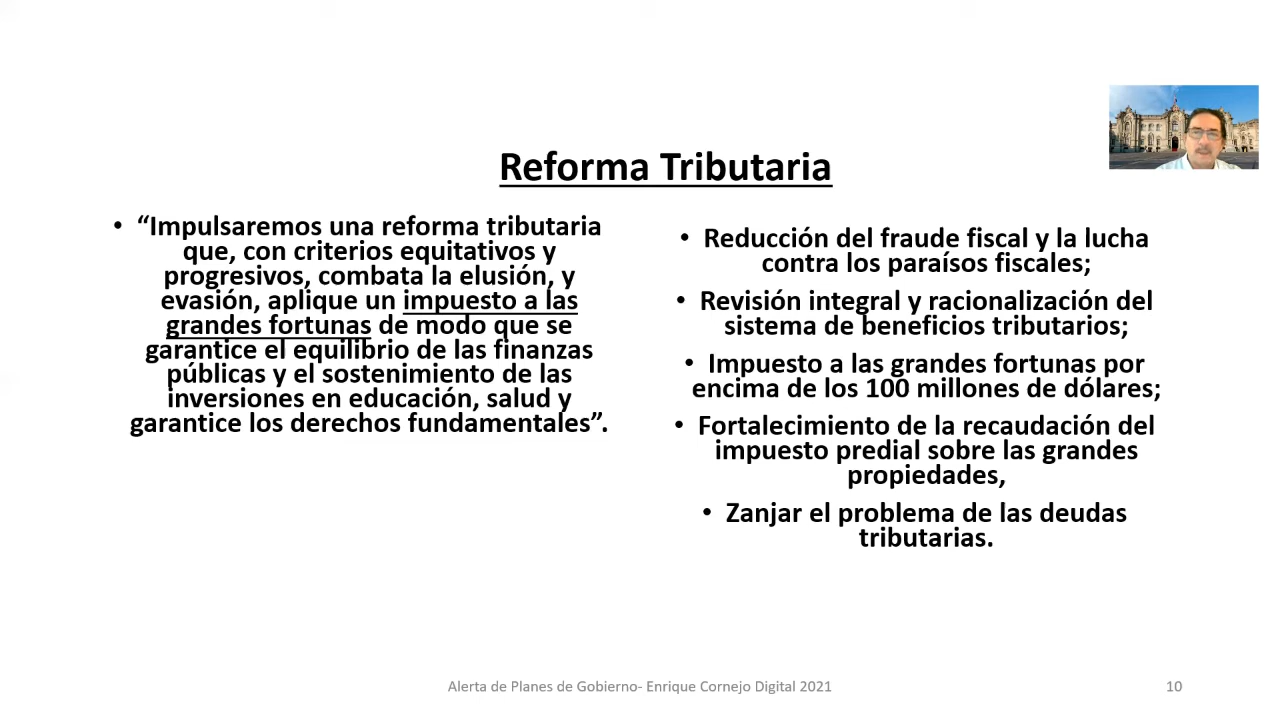 Reforma Tributaria
• “Impulsaremos una reforma tributaria
que, con criterios equitativos y
progresivos, combata la elusión, y
evasión, aplique un impuesto a las
grandes fortunas de modo que se
garantice el equilibrio de las finanzas
públicas y el sostenimiento de las
inversiones en educación, salud y
garantice los derechos fundamentales”.
• Reducción del fraude fiscal y la lucha
contra los paraísos fiscales;
• Revisión integral y racionalización del
sistema de beneficios tributarios;
• Impuesto a las grandes fortunas por
encima de los 100 millones de dólares;
• Fortalecimiento de la recaudación del
impuesto predial sobre las grandes
propiedades,
• Zanjar el problema de las deudas
tributarias.
Alerta de Planes de Gobierno- Enrique Cornejo Digital 2021
10